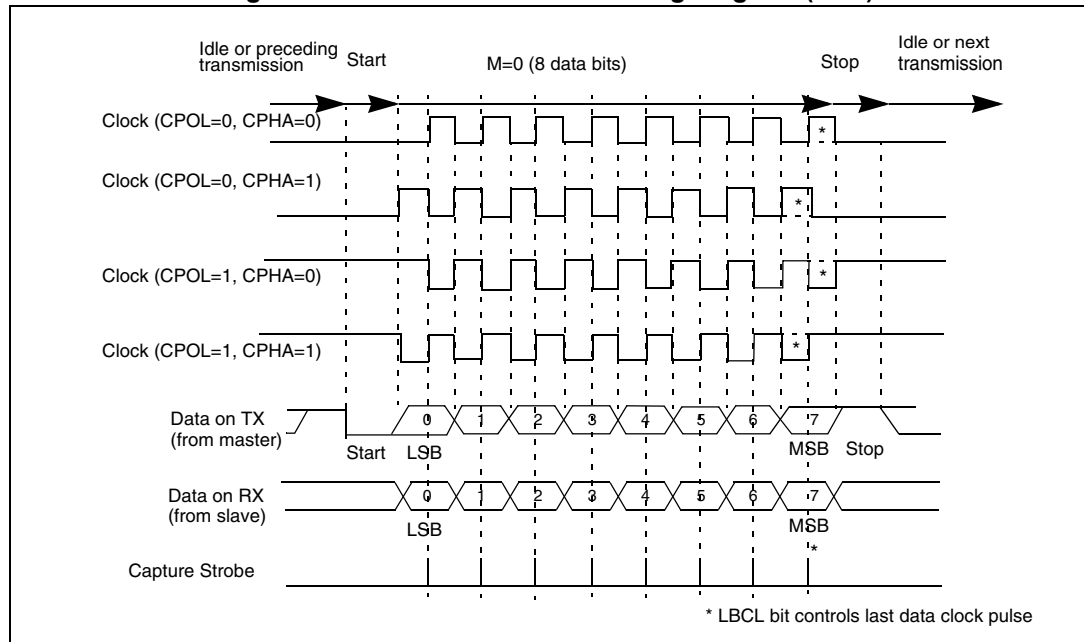 Idle or preceding
transmission
Start
M=0 (8 data bits)
Stop
Idle or next
transmission
Clock (CPOL=0, CPHA=0)
*
Clock (CPOL=0, CPHA=1)
*
Clock (CPOL=1, CPHA=0)
*
Clock (CPOL=1, CPHA=1)
*
Data on TX
(from master)
0 1 2 3 4 5 6 7
Start LSB MSB Stop
Data on RX
(from slave)
0 1 2 3 4 5 6 7
LSB MSB
*
Capture Strobe
* LBCL bit controls last data clock pulse